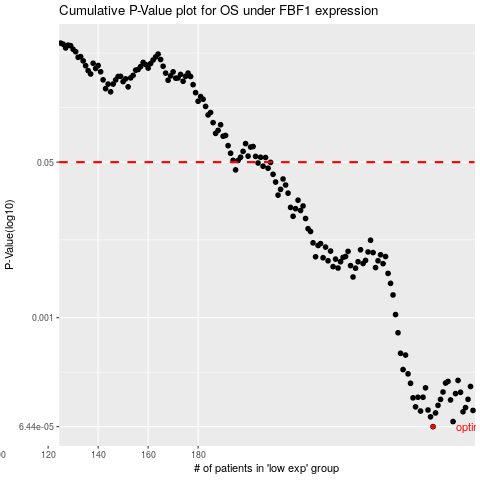 Cumulative P-Value plot for OS under FBF1 expression
P-Value(log10)
0.05
0.001
6.44e-05
optim
120 140 160 180
# of patients in 'low exp' group